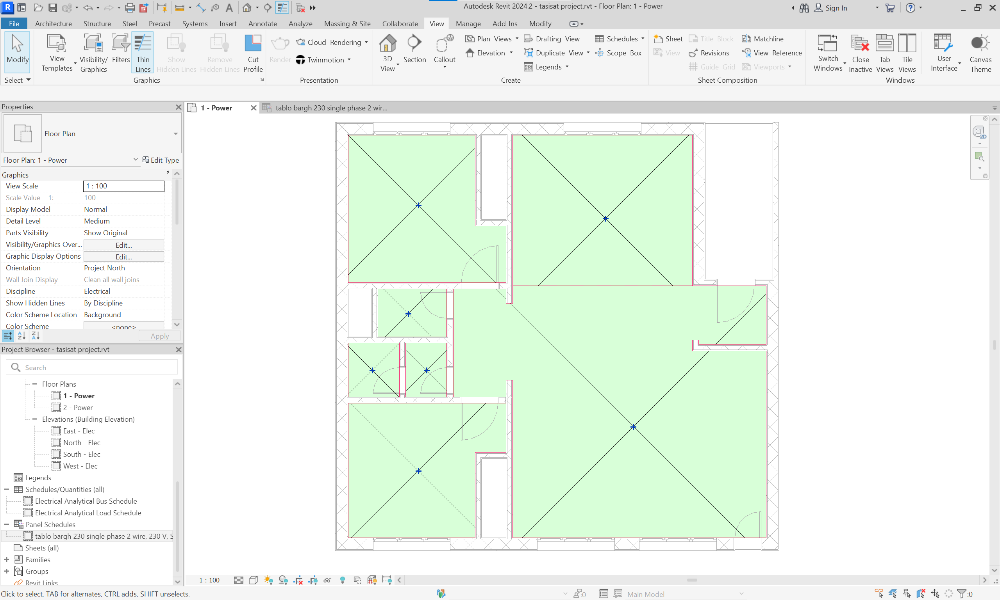 Autodesk Revit 2024.2 - tasisat project.rvt - Floor Plan: 1 - Power
Sign In
File Architecture Structure Steel Precast Systems Insert Annotate Analyze Massing & Site Collaborate View Manage Add-Ins Modify
Modify
View Templates
Visibility/ Graphics
Filters
Thin Lines
Show Hidden Lines
Remove Hidden Lines
Cut Profile
Render
Cloud Rendering
Twinmotion
3D View
Section
Callout
Plan Views
Elevation
Drafting View
Duplicate View
Legends
Schedules
Scope Box
Sheet
View
Title Block
Revisions
Guide Grid
Matchline
View Reference
Viewports
Switch Windows
Close Inactive
Tab Views
Tile Views
User Interface
Canvas Theme
Select Graphics Presentation Create Sheet Composition Windows
Properties
1 - Power
tablo bargh 230 single phase 2 wir...
Floor Plan
Floor Plan: 1 - Power
Edit Type
Graphics
View Scale 1 : 100
Scale Value 1: 100
Display Model Normal
Detail Level Medium
Parts Visibility Show Original
Visibility/Graphics Over... Edit...
Graphic Display Options Edit...
Orientation Project North
Wall Join Display Clean all wall joins
Discipline Electrical
Show Hidden Lines By Discipline
Color Scheme Location Background
Color Scheme <none>
Apply
Project Browser - tasisat project.rvt
Search
Floor Plans
1 - Power
2 - Power
Elevations (Building Elevation)
East - Elec
North - Elec
South - Elec
West - Elec
Legends
Schedules/Quantities (all)
Electrical Analytical Bus Schedule
Electrical Analytical Load Schedule
Panel Schedules
tablo bargh 230 single phase 2 wire, 230 V, S
Sheets (all)
Families
Groups
Revit Links
2D
1 : 100
Click to select, TAB for alternates, CTRL adds, SHIFT unselects.
:0
Main Model
:0